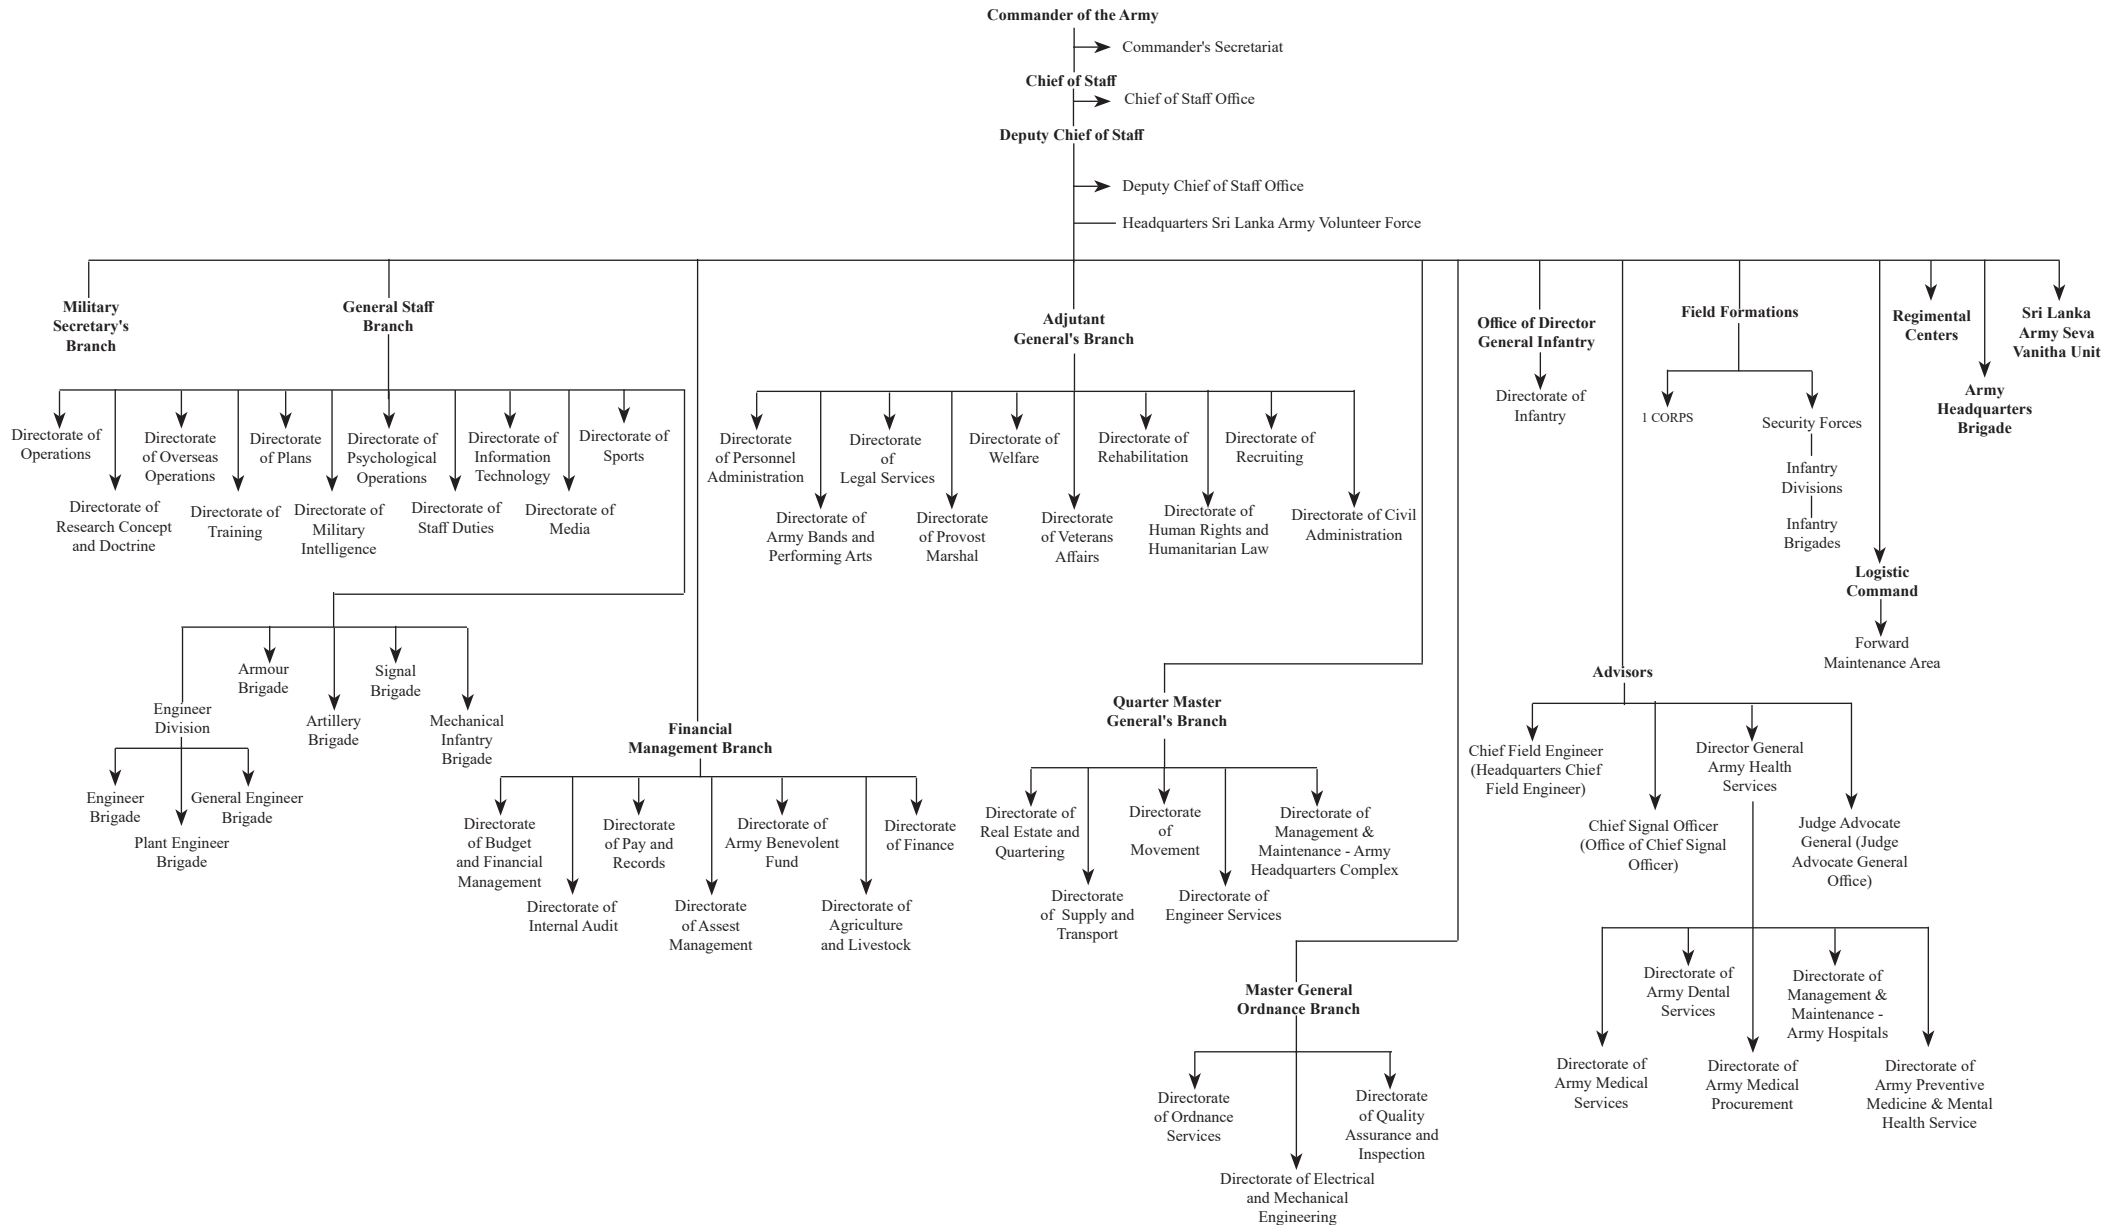 Commander of the Army
Commander's Secretariat
Chief of Staff
Chief of Staff Office
Deputy Chief of Staff
Deputy Chief of Staff Office
Headquarters Sri Lanka Army Volunteer Force
Military
Secretary's
Branch
General Staff
Branch
Adjutant
General's Branch
Office of Director
General Infantry
Directorate of
Infantry
Field Formations
1 CORPS
Security Forces
Infantry
Divisions
Infantry
Brigades
Regimental
Centers
Army
Headquarters
Brigade
Sri Lanka
Army Seva
Vanitha Unit
Logistic
Command
Forward
Maintenance Area
Directorate of
Operations
Directorate of
Research Concept
and Doctrine
Directorate
of Overseas
Operations
Directorate of
Training
Directorate
of Plans
Directorate of
Military
Intelligence
Directorate of
Psychological
Operations
Directorate of
Staff Duties
Directorate of
Information
Technology
Directorate of
Media
Directorate of
Sports
Directorate
of Personnel
Administration
Directorate of
Army Bands and
Performing Arts
Directorate
of
Legal Services
Directorate
of Provost
Marshal
Directorate of
Welfare
Directorate
of Veterans
Affairs
Directorate of
Rehabilitation
Directorate of
Human Rights and
Humanitarian Law
Directorate of
Recruiting
Directorate of Civil
Administration
Engineer
Division
Armour
Brigade
Artillery
Brigade
Signal
Brigade
Mechanical
Infantry
Brigade
Engineer
Brigade
Plant Engineer
Brigade
General Engineer
Brigade
Financial
Management Branch
Directorate
of Budget
and Financial
Management
Directorate of
Internal Audit
Directorate
of Pay and
Records
Directorate
of Assest
Management
Directorate of
Army Benevolent
Fund
Directorate of
Agriculture
and Livestock
Directorate
of Finance
Quarter Master
General's Branch
Directorate of
Real Estate and
Quartering
Directorate
of Supply and
Transport
Directorate
of
Movement
Directorate of
Engineer Services
Directorate of
Management &
Maintenance - Army
Headquarters Complex
Master General
Ordnance Branch
Directorate
of Ordnance
Services
Directorate of Electrical
and Mechanical
Engineering
Directorate
of Quality
Assurance and
Inspection
Advisors
Chief Field Engineer
(Headquarters Chief
Field Engineer)
Chief Signal Officer
(Office of Chief Signal
Officer)
Director General
Army Health
Services
Judge Advocate
General (Judge
Advocate General
Office)
Directorate of
Army Medical
Services
Directorate of
Army Dental
Services
Directorate of
Army Medical
Procurement
Directorate of
Management &
Maintenance -
Army Hospitals
Directorate of
Army Preventive
Medicine & Mental
Health Service